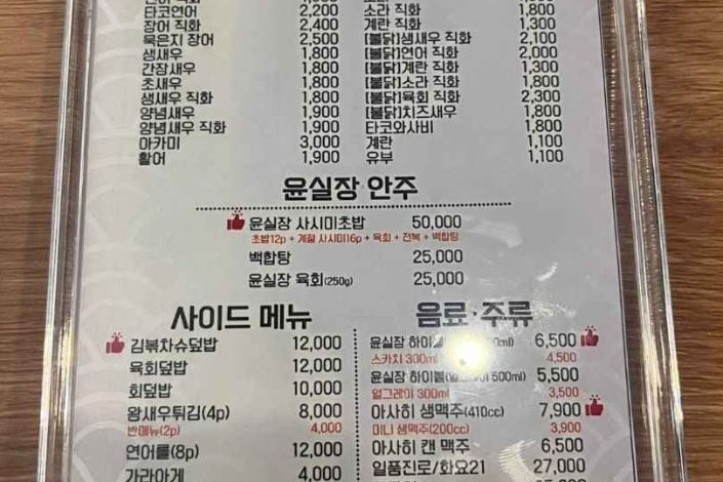 직화
타코연어 2,200
장어 직화 2,400
묵은지 장어 2,500
생새우 1,800
간장새우 1,800
초새우 1,800
생새우 직화 1,800
양념새우 1,900
양념새우 직화 1,900
아카미 3,000
활어 1,900
1,800
소라 직화 1,800
계란 직화 1,300
[불닭]생새우 직화 2,100
[불닭]연어 직화 2,000
[불닭]계란 직화 1,300
[불닭]소라 직화 1,800
[불닭]육회 직화 2,300
[불닭]치즈새우 1,800
타코와사비 1,800
계란 1,100
유부 1,100
윤실장 안주
윤실장 사시미초밥 50,000
초밥12p + 계절 사시미16p + 육회 + 전복 + 백합탕
백합탕 25,000
윤실장 육회(250g) 25,000
사이드 메뉴
김볶차슈덮밥 12,000
육회덮밥 12,000
회덮밥 10,000
왕새우튀김(4p) 8,000
반메뉴(2p) 4,000
연어롤(8p) 12,000
가라아게 4,000
음료·주류
윤실장 6,500
스카치 300ml 4,500
윤실장 하이볼 500ml) 5,500
얼그레이 300ml 3,500
아사히 생맥주(410cc) 7,900
미니 생맥주(200cc) 3,900
아사히 캔 맥주 6,500
일품진로/화요21 27,000